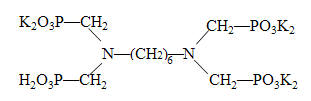 K₂O₃P—CH₂ CH₂—PO₃K₂
N—(CH₂)₆—N
H₂O₃P—CH₂ CH₂—PO₃K₂